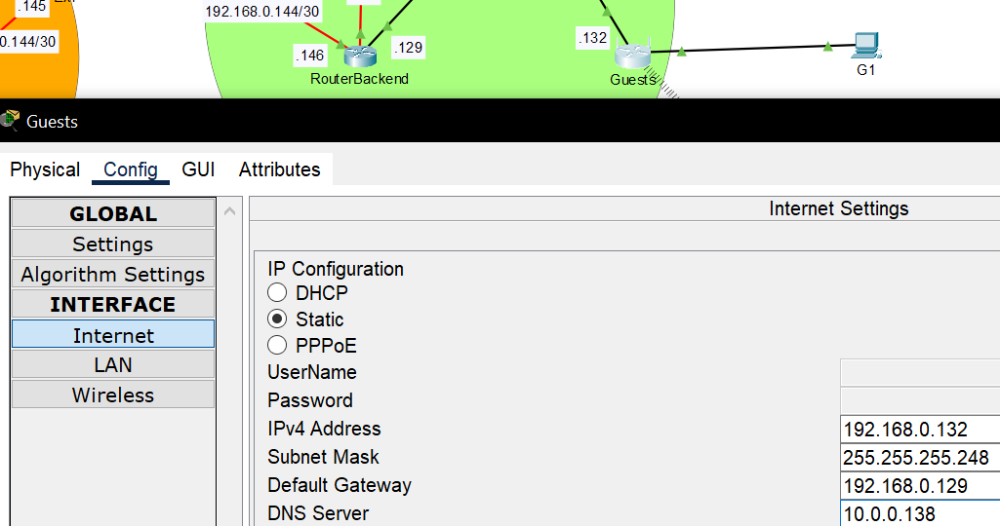 .145
192.168.0.144/30
0.144/30
.146
.129
.132
RouterBackend
Guests
G1
Guests
Physical
Config
GUI
Attributes
GLOBAL
Settings
Algorithm Settings
INTERFACE
Internet
LAN
Wireless
Internet Settings
IP Configuration
DHCP
Static
PPPoE
UserName
Password
IPv4 Address
192.168.0.132
Subnet Mask
255.255.255.248
Default Gateway
192.168.0.129
DNS Server
10.0.0.138